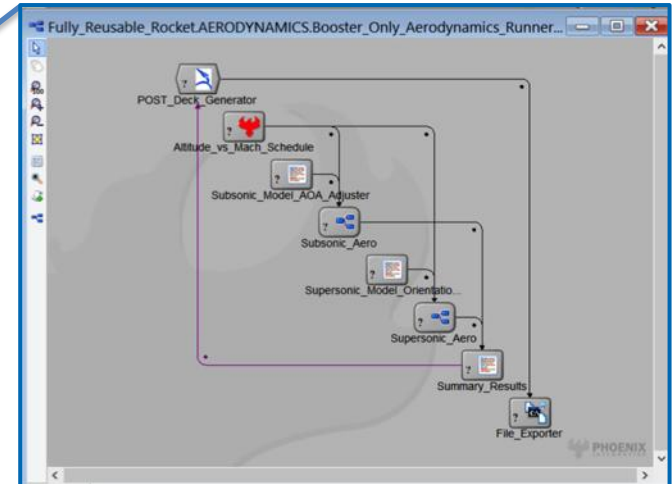 Fully_Reusable_Rocket.AERODYNAMICS.Booster_Only_Aerodynamics_Runner...
?
POST_Deck_Generator
?
Altitude_vs_Mach_Schedule
?
Subsonic_Model_AOA_Adjuster
?
Subsonic_Aero
?
Supersonic_Model_Orientatio...
?
Supersonic_Aero
?
Summary_Results
?
File_Exporter
PHOENIX